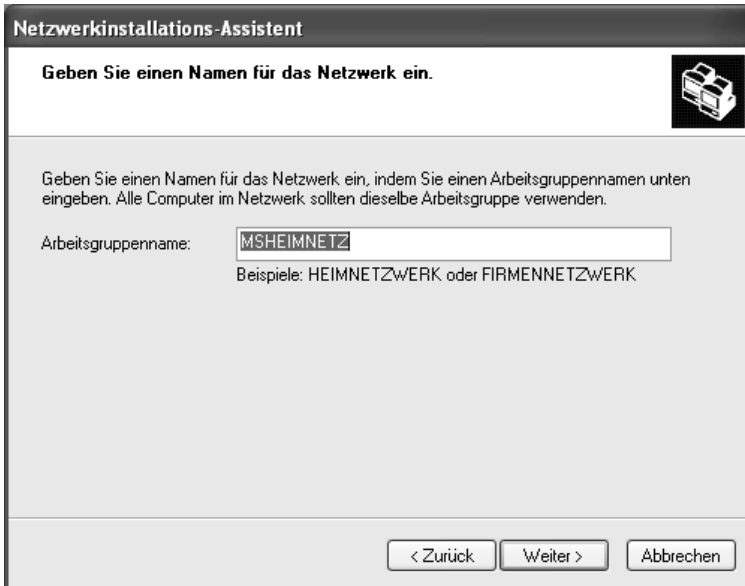 Netzwerkinstallations-Assistent
Geben Sie einen Namen für das Netzwerk ein.
Geben Sie einen Namen für das Netzwerk ein, indem Sie einen Arbeitsgruppennamen unten
eingeben. Alle Computer im Netzwerk sollten dieselbe Arbeitsgruppe verwenden.
Arbeitsgruppenname: MSHEIMNETZ
Beispiele: HEIMNETZWERK oder FIRMENNETZWERK
< Zurück Weiter > Abbrechen